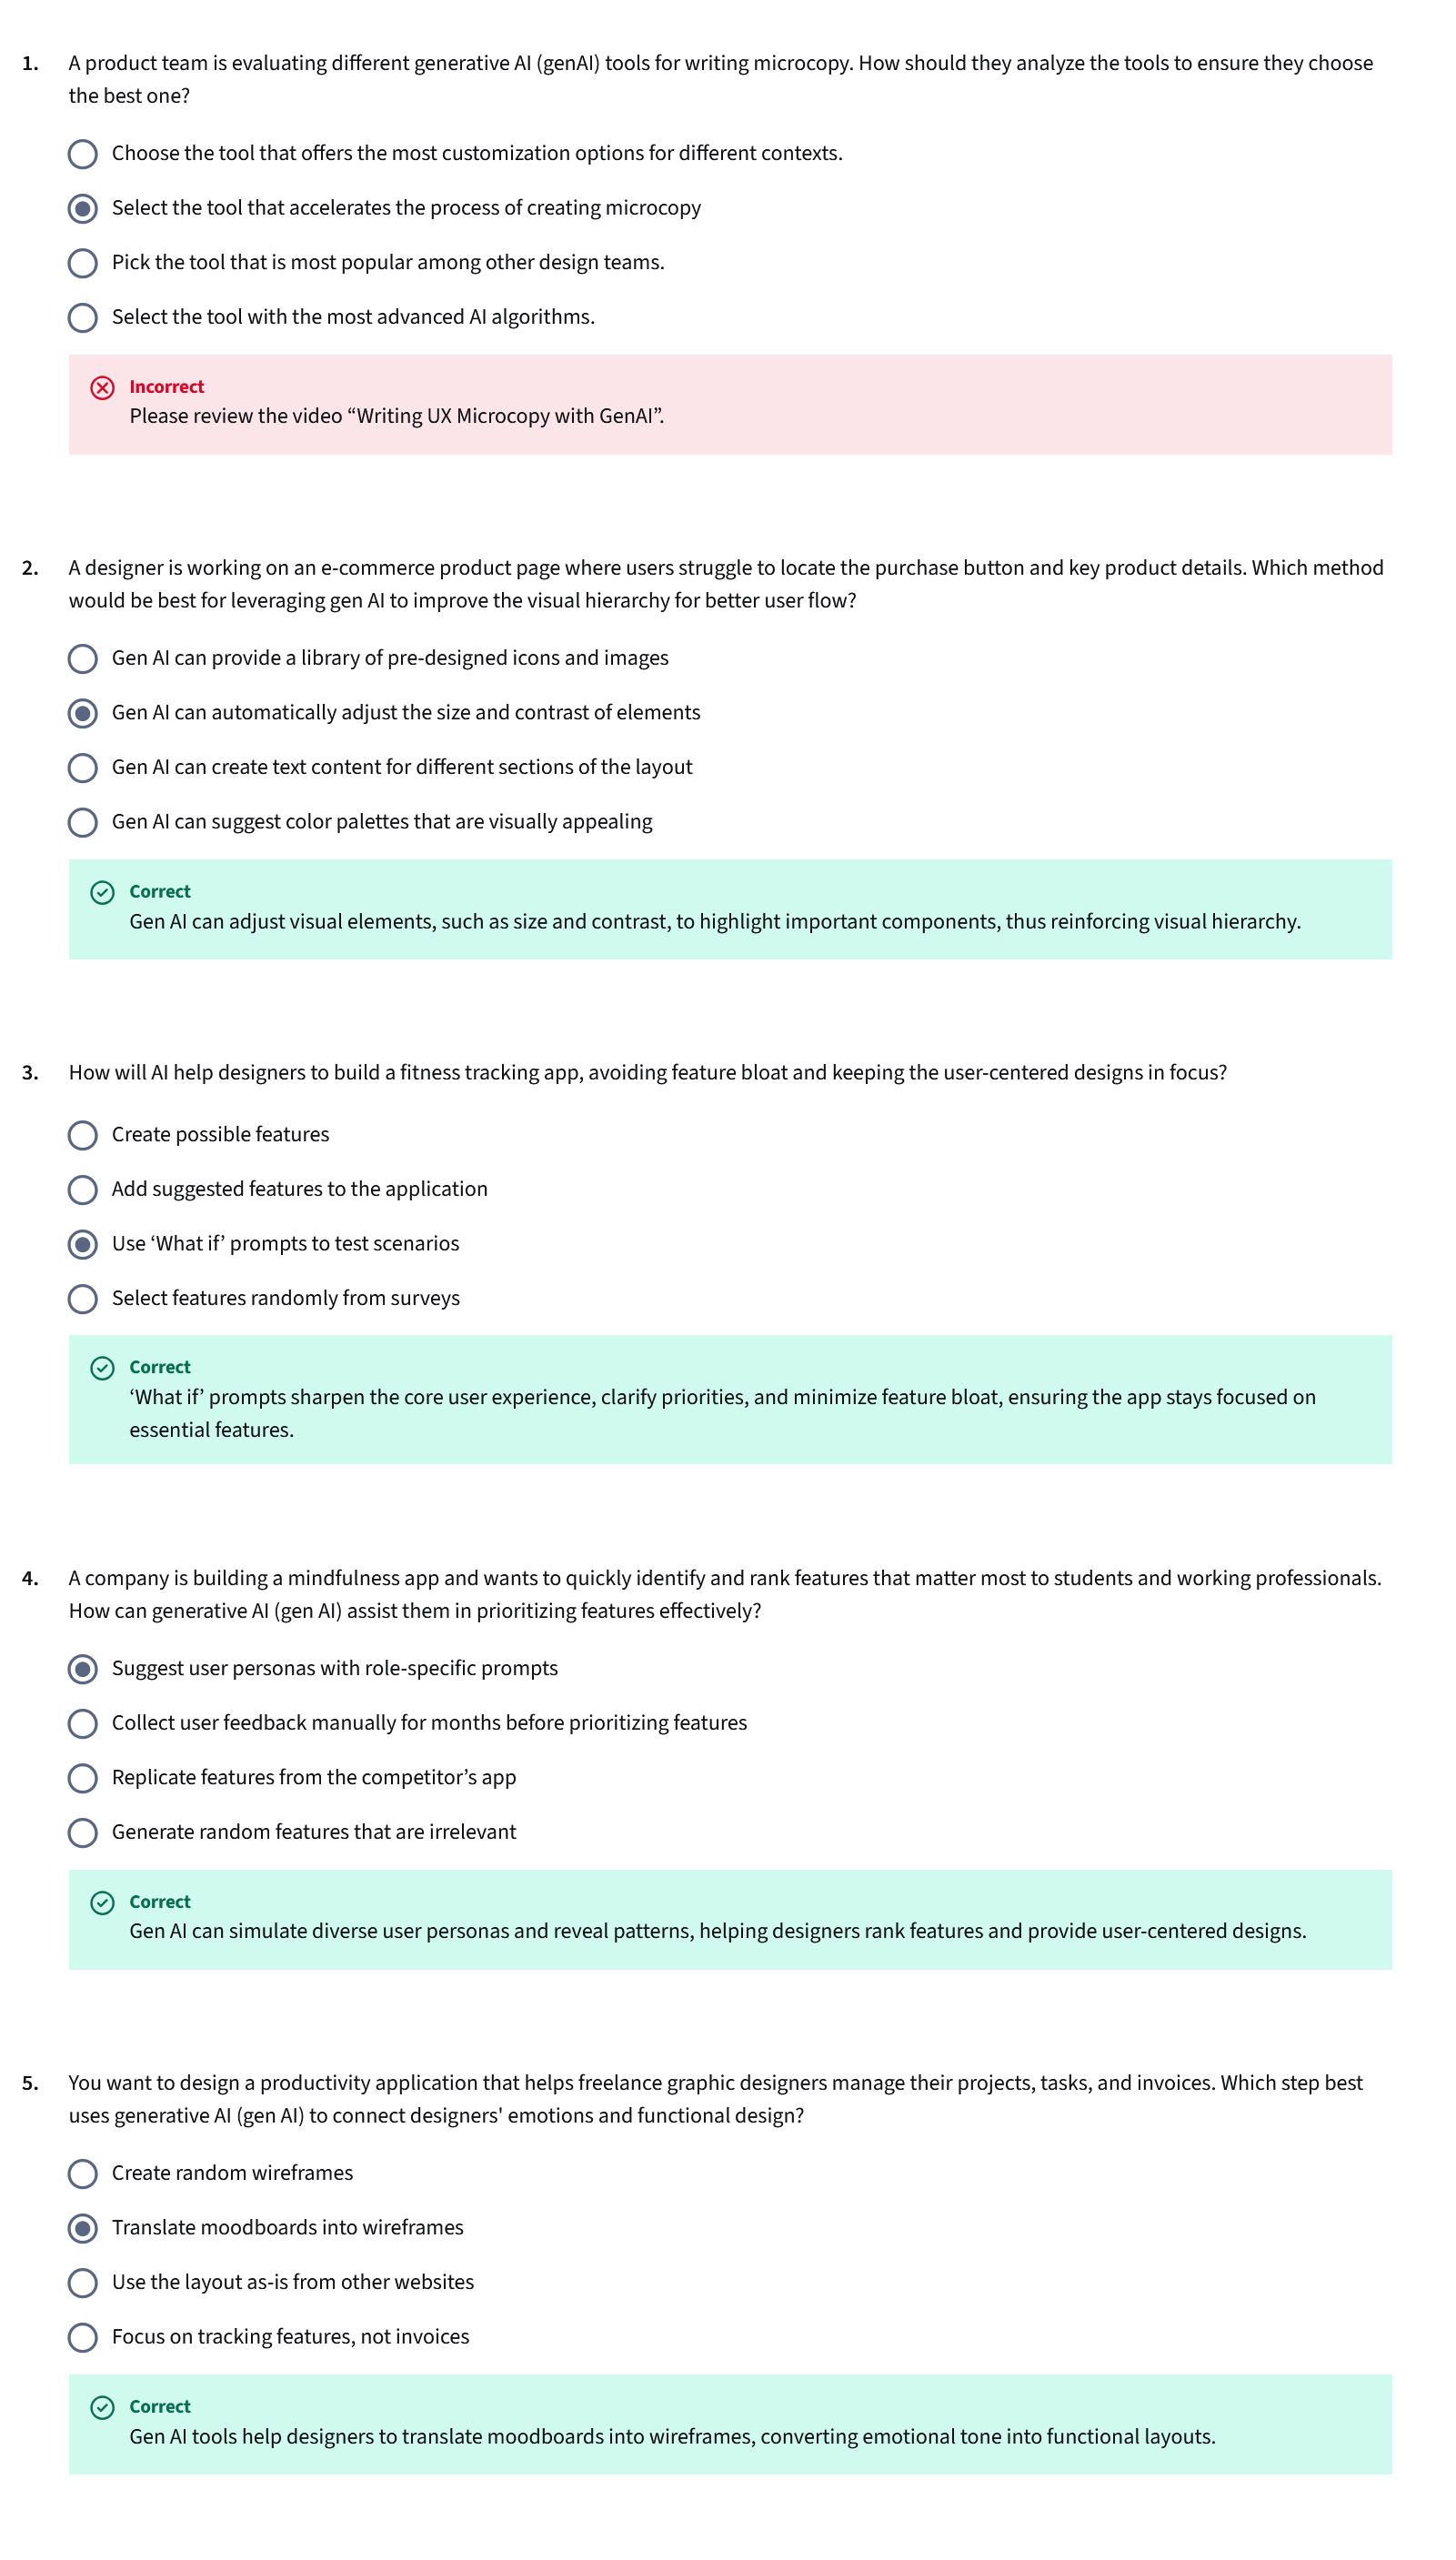 1. A product team is evaluating different generative AI (genAI) tools for writing microcopy. How should they analyze the tools to ensure they choose
the best one?
Choose the tool that offers the most customization options for different contexts.
Select the tool that accelerates the process of creating microcopy
Pick the tool that is most popular among other design teams.
Select the tool with the most advanced AI algorithms.
Incorrect
Please review the video “Writing UX Microcopy with GenAI”.
2. A designer is working on an e-commerce product page where users struggle to locate the purchase button and key product details. Which method
would be best for leveraging gen AI to improve the visual hierarchy for better user flow?
Gen AI can provide a library of pre-designed icons and images
Gen AI can automatically adjust the size and contrast of elements
Gen AI can create text content for different sections of the layout
Gen AI can suggest color palettes that are visually appealing
Correct
Gen AI can adjust visual elements, such as size and contrast, to highlight important components, thus reinforcing visual hierarchy.
3. How will AI help designers to build a fitness tracking app, avoiding feature bloat and keeping the user-centered designs in focus?
Create possible features
Add suggested features to the application
Use ‘What if’ prompts to test scenarios
Select features randomly from surveys
Correct
‘What if’ prompts sharpen the core user experience, clarify priorities, and minimize feature bloat, ensuring the app stays focused on
essential features.
4. A company is building a mindfulness app and wants to quickly identify and rank features that matter most to students and working professionals.
How can generative AI (gen AI) assist them in prioritizing features effectively?
Suggest user personas with role-specific prompts
Collect user feedback manually for months before prioritizing features
Replicate features from the competitor’s app
Generate random features that are irrelevant
Correct
Gen AI can simulate diverse user personas and reveal patterns, helping designers rank features and provide user-centered designs.
5. You want to design a productivity application that helps freelance graphic designers manage their projects, tasks, and invoices. Which step best
uses generative AI (gen AI) to connect designers' emotions and functional design?
Create random wireframes
Translate moodboards into wireframes
Use the layout as-is from other websites
Focus on tracking features, not invoices
Correct
Gen AI tools help designers to translate moodboards into wireframes, converting emotional tone into functional layouts.